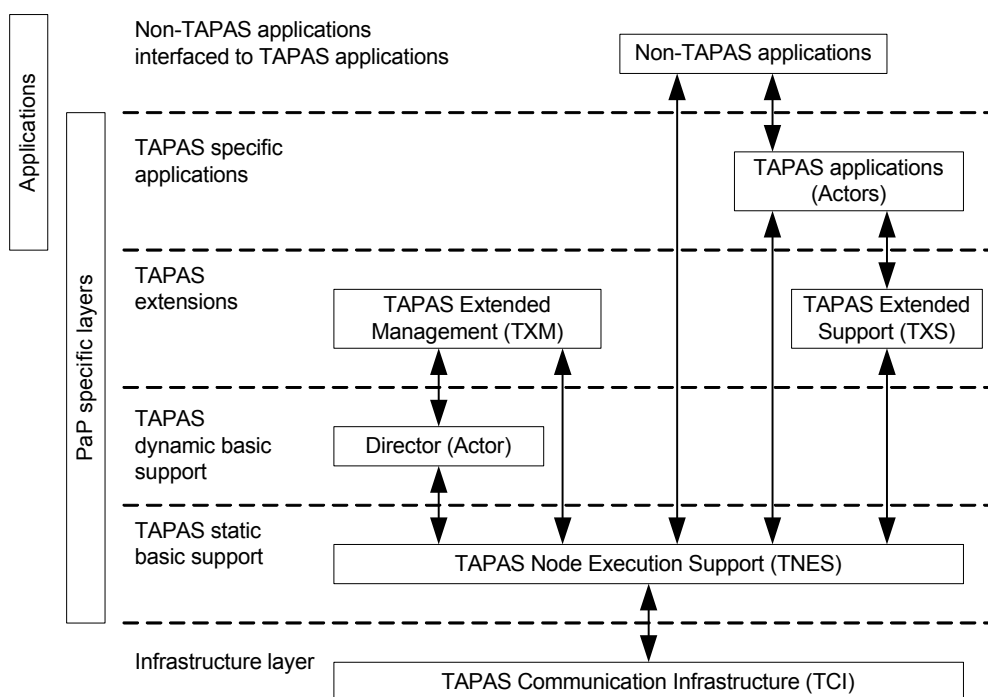 Applications
PaP specific layers
Non-TAPAS applications
interfaced to TAPAS applications
Non-TAPAS applications
TAPAS specific
applications
TAPAS applications
(Actors)
TAPAS
extensions
TAPAS Extended
Management (TXM)
TAPAS Extended
Support (TXS)
TAPAS
dynamic basic
support
Director (Actor)
TAPAS static
basic support
TAPAS Node Execution Support (TNES)
Infrastructure layer
TAPAS Communication Infrastructure (TCI)